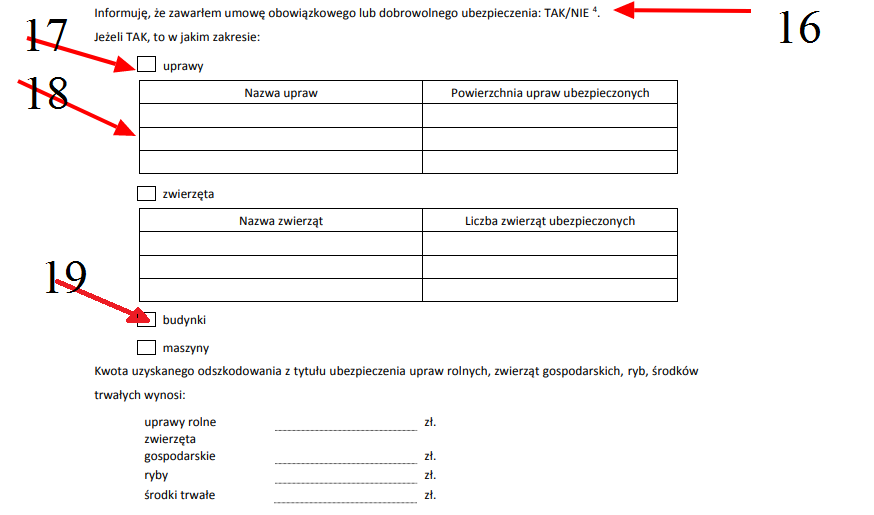 Informuję, że zawarłem umowę obowiązkowego lub dobrowolnego ubezpieczenia: TAK/NIE ⁴.
16
17
Jeżeli TAK, to w jakim zakresie:
uprawy
18
Nazwa upraw Powierzchnia upraw ubezpieczonych
zwierzęta
Nazwa zwierząt Liczba zwierząt ubezpieczonych
19
budynki
maszyny
Kwota uzyskanego odszkodowania z tytułu ubezpieczenia upraw rolnych, zwierząt gospodarskich, ryb, środków
trwałych wynosi:
uprawy rolne zł.
zwierzęta
gospodarskie zł.
ryby zł.
środki trwałe zł.